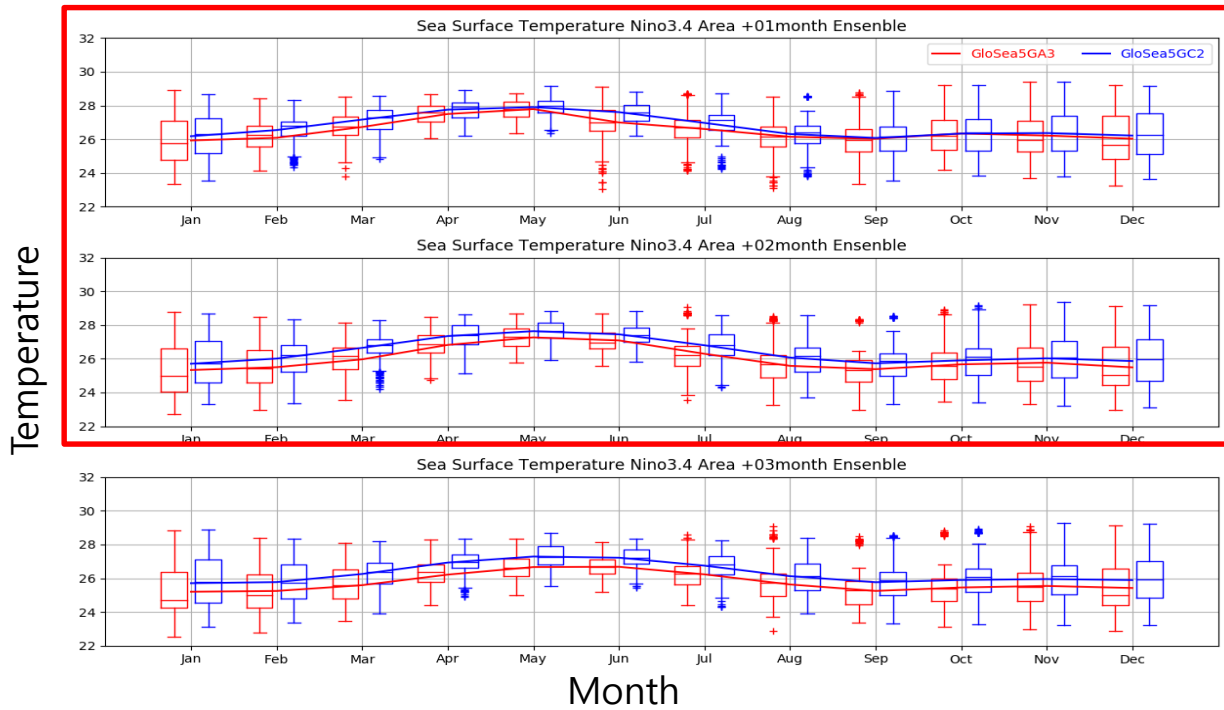 Sea Surface Temperature Nino3.4 Area +01month Ensenble
32
30
28
26
24
22
GloSea5GA3 GloSea5GC2
Jan Feb Mar Apr May Jun Jul Aug Sep Oct Nov Dec
Sea Surface Temperature Nino3.4 Area +02month Ensenble
32
30
28
26
24
22
Jan Feb Mar Apr May Jun Jul Aug Sep Oct Nov Dec
Temperature
Sea Surface Temperature Nino3.4 Area +03month Ensenble
32
30
28
26
24
22
Jan Feb Mar Apr May Jun Jul Aug Sep Oct Nov Dec
Month